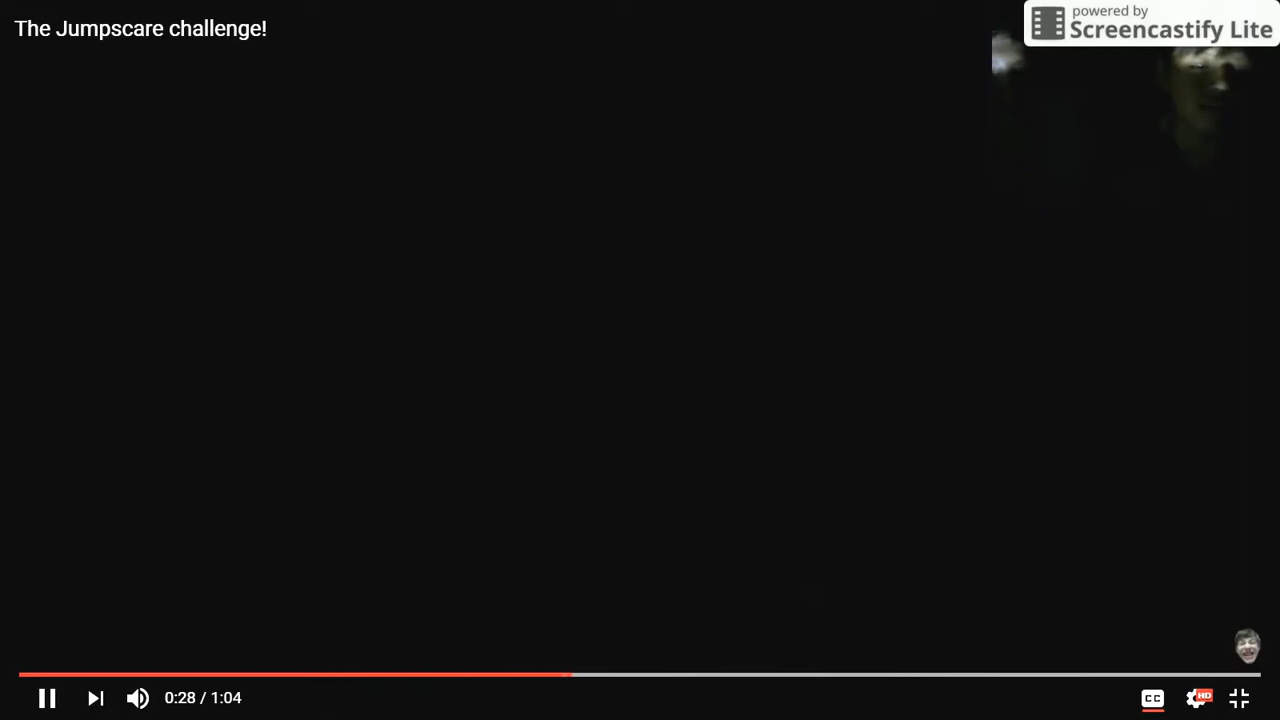 The Jumpscare challenge!
powered by
Screencastify Lite
0:28 / 1:04
CC
HD